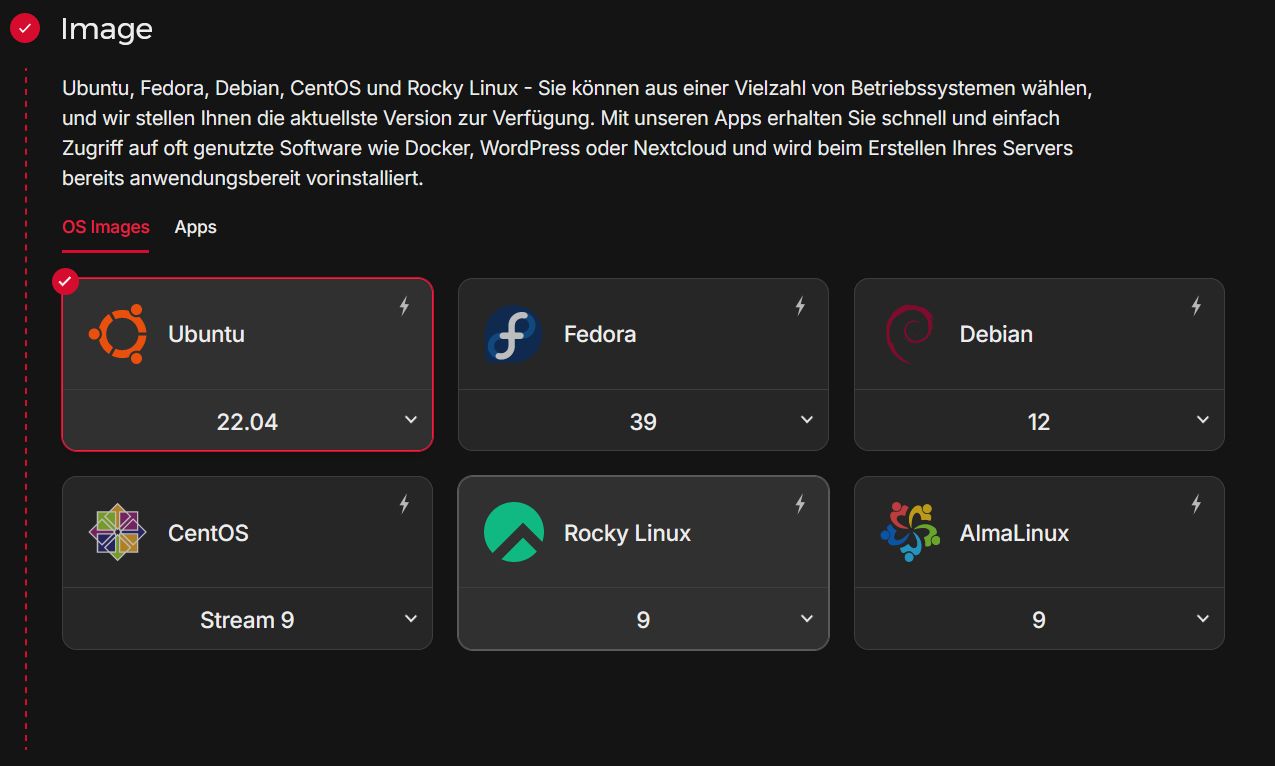 Image
Ubuntu, Fedora, Debian, CentOS und Rocky Linux - Sie können aus einer Vielzahl von Betriebssystemen wählen,
und wir stellen Ihnen die aktuellste Version zur Verfügung. Mit unseren Apps erhalten Sie schnell und einfach
Zugriff auf oft genutzte Software wie Docker, WordPress oder Nextcloud und wird beim Erstellen Ihres Servers
bereits anwendungsbereit vorinstalliert.
OS Images Apps
Ubuntu
22.04
Fedora
39
Debian
12
CentOS
Stream 9
Rocky Linux
9
AlmaLinux
9